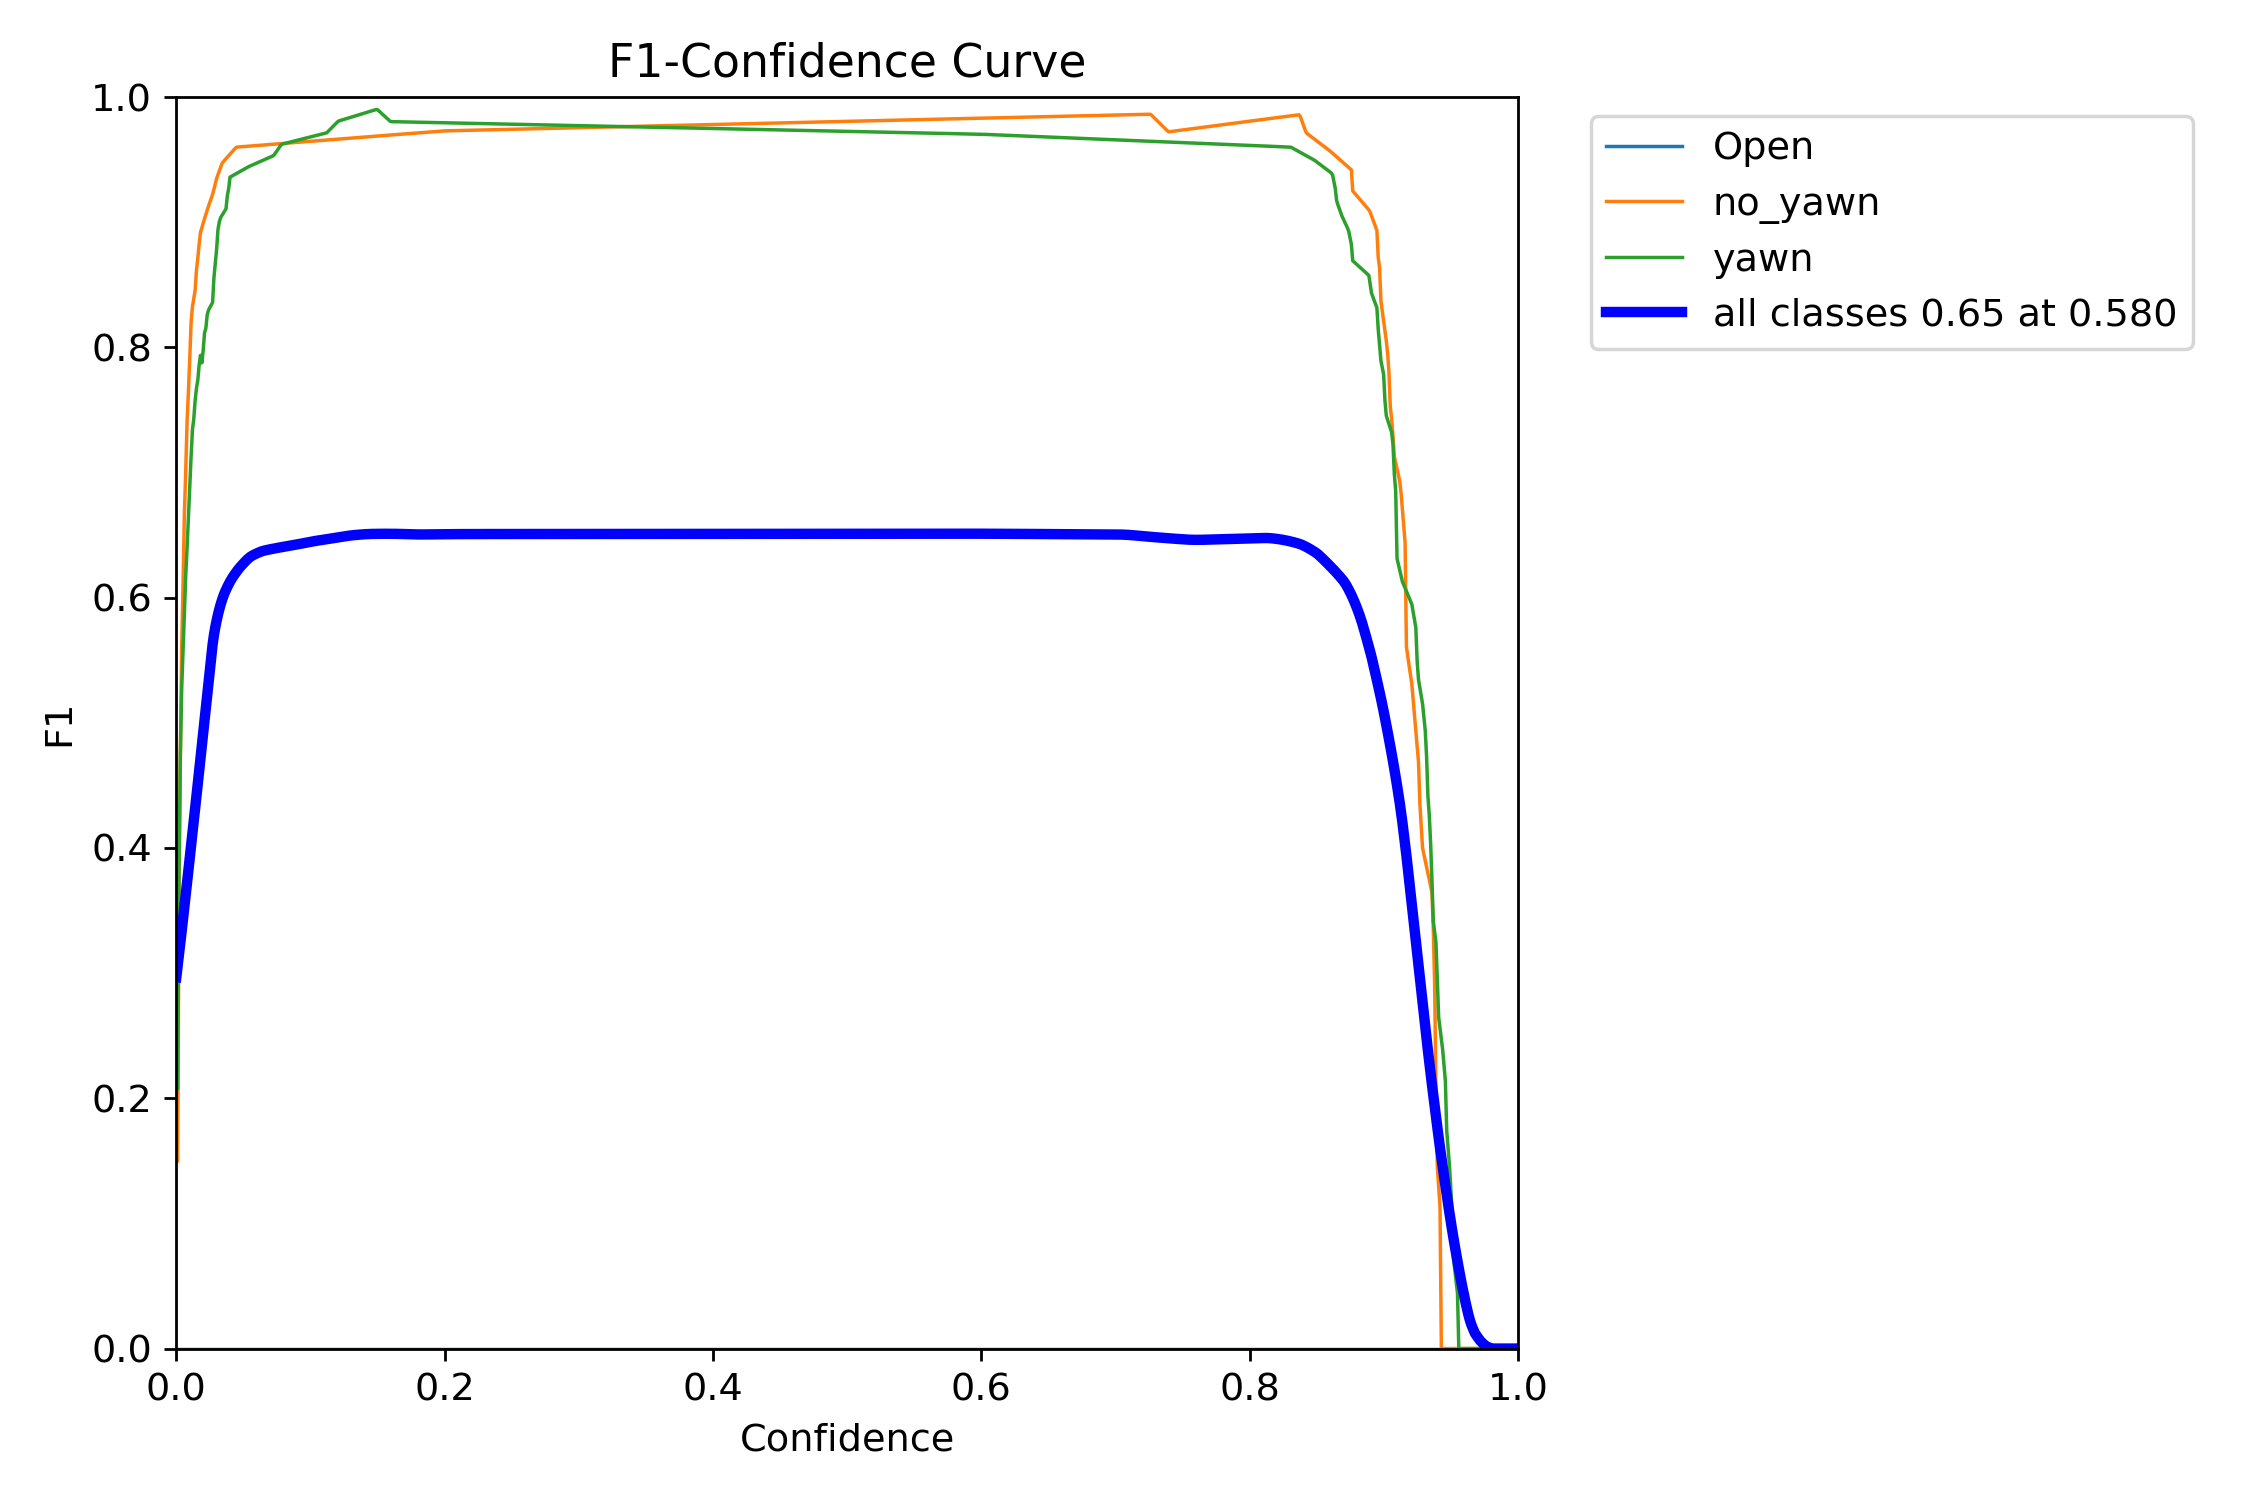 F1-Confidence Curve
1.0
0.8
0.6
0.4
0.2
0.0
F1
0.0 0.2 0.4 0.6 0.8 1.0
Confidence
Open
no_yawn
yawn
all classes 0.65 at 0.580